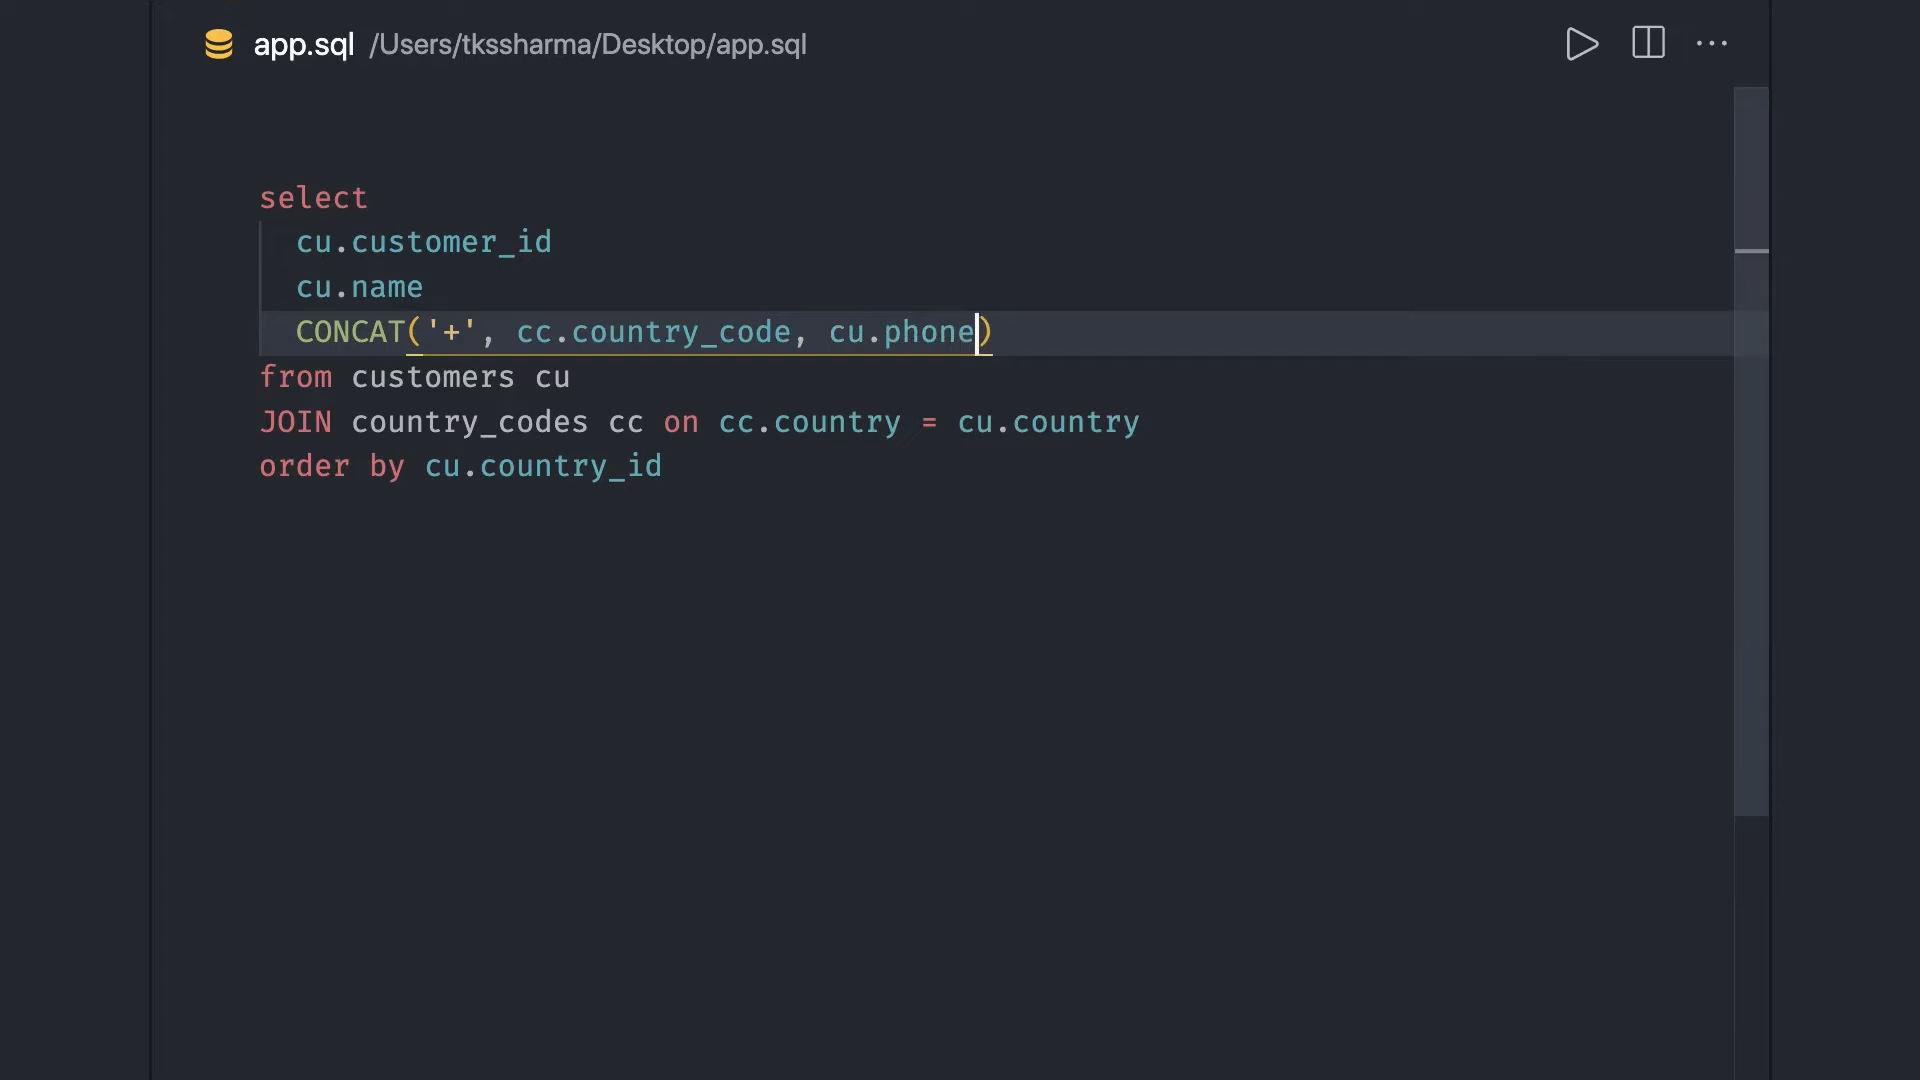 app.sql /Users/tkssharma/Desktop/app.sql
select
cu.customer_id
cu.name
CONCAT('+', cc.country_code, cu.phone)
from customers cu
JOIN country_codes cc on cc.country = cu.country
order by cu.country_id